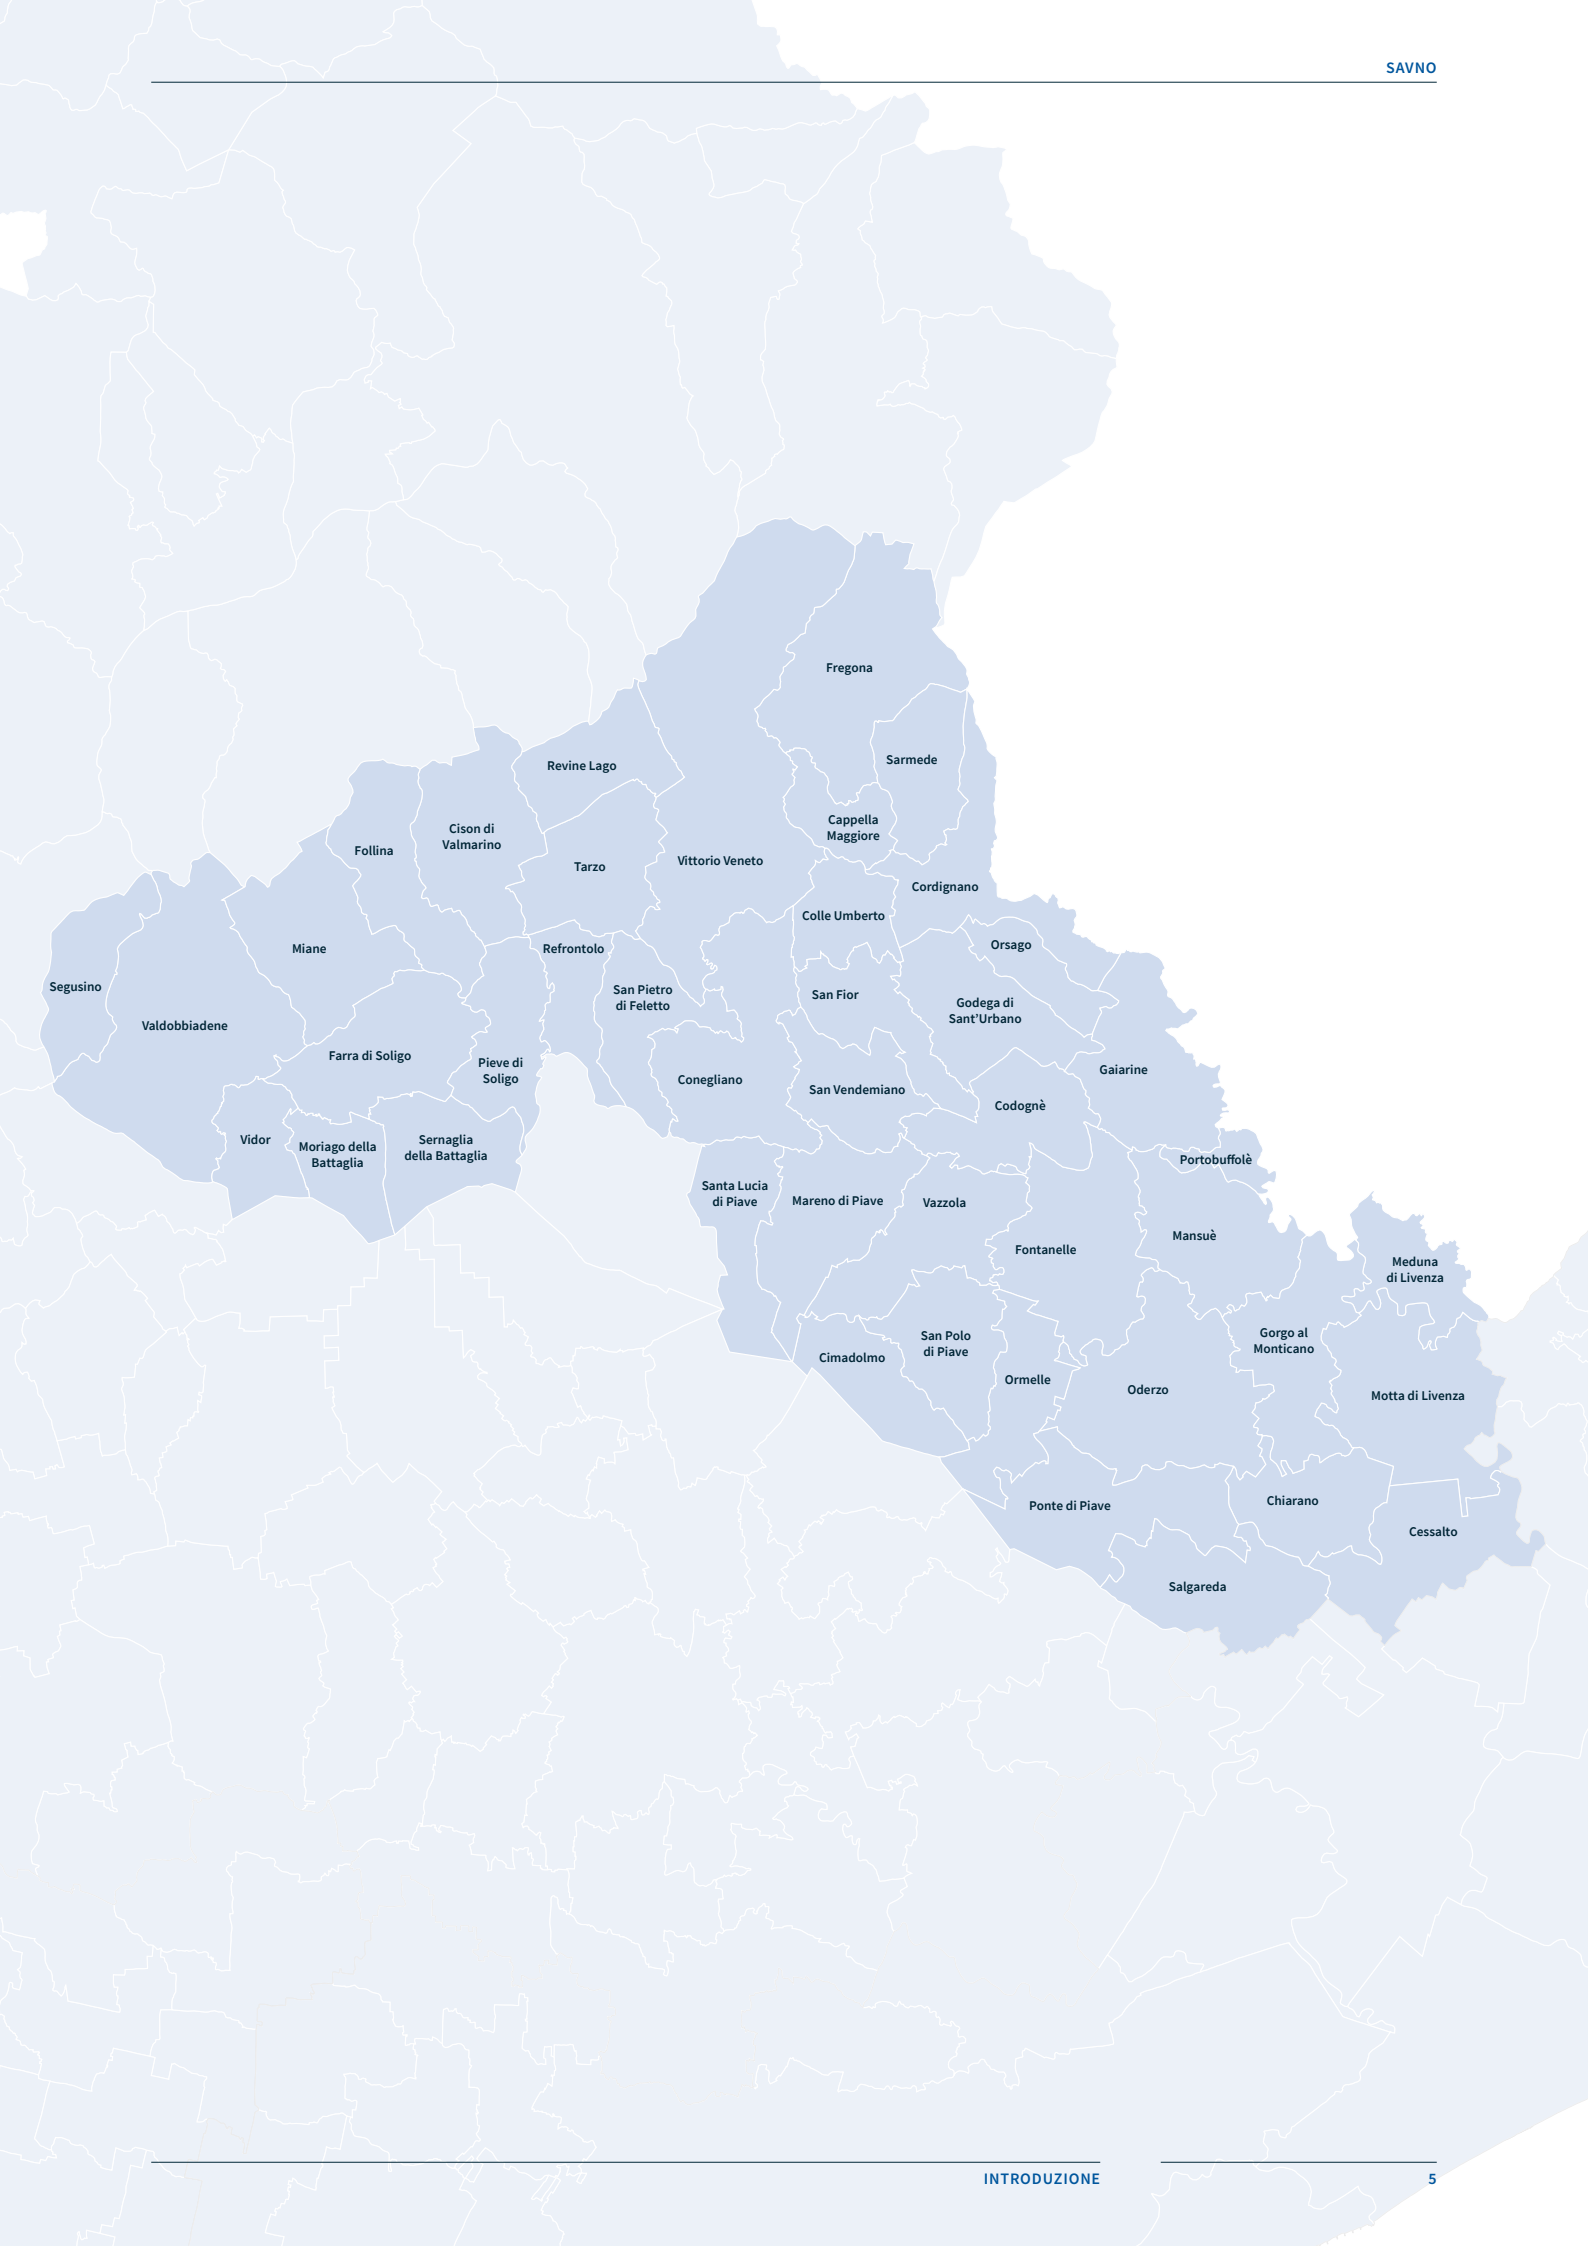 SAVNO
Fregona
Sarmede
Revine Lago
Cappella
Maggiore
Cison di
Valmarino
Follina
Vittorio Veneto
Tarzo
Cordignano
Colle Umberto
Orsago
Miane
Refrontolo
Segusino
San Pietro
di Feletto
San Fior
Godega di
Sant'Urbano
Valdobbiadene
Farra di Soligo
Pieve di
Soligo
Gaiarine
Conegliano
San Vendemiano
Codognè
Vidor
Moriago della
Battaglia
Sernaglia
della Battaglia
Portobuffolè
Santa Lucia
di Piave
Mareno di Piave
Vazzola
Mansuè
Fontanelle
Meduna
di Livenza
Gorgo al
Monticano
San Polo
di Piave
Cimadolmo
Ormelle
Oderzo
Motta di Livenza
Ponte di Piave
Chiarano
Cessalto
Salgareda
INTRODUZIONE
5